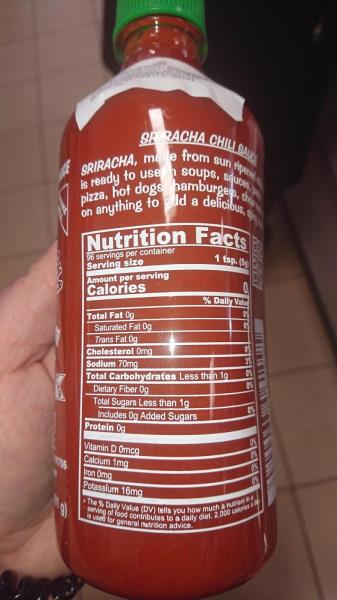 SRIRACHA CHILI SAUCE
SRIRACHA, made from sun ripened
is ready to use in soups, sauces,
pizza, hot dogs, hamburgers,
on anything to add a delicious,
Nutrition Facts
96 servings per container
Serving size 1 tsp. (5g)
Amount per serving
Calories 0
% Daily Value
Total Fat 0g 0%
Saturated Fat 0g 0%
Trans Fat 0g
Cholesterol 0mg 0%
Sodium 70mg
Total Carbohydrates Less than 1g 0%
Dietary Fiber 0g 0%
Total Sugars Less than 1g
Includes 0g Added Sugars 0%
Protein 0g
Vitamin D 0mcg 0%
Calcium 1mg 0%
Iron 0mg 0%
Potassium 16mg 0%
* The % Daily Value (DV) tells you how much a nutrient in a
serving of food contributes to a daily diet. 2,000 calories a
is used for general nutrition advice.